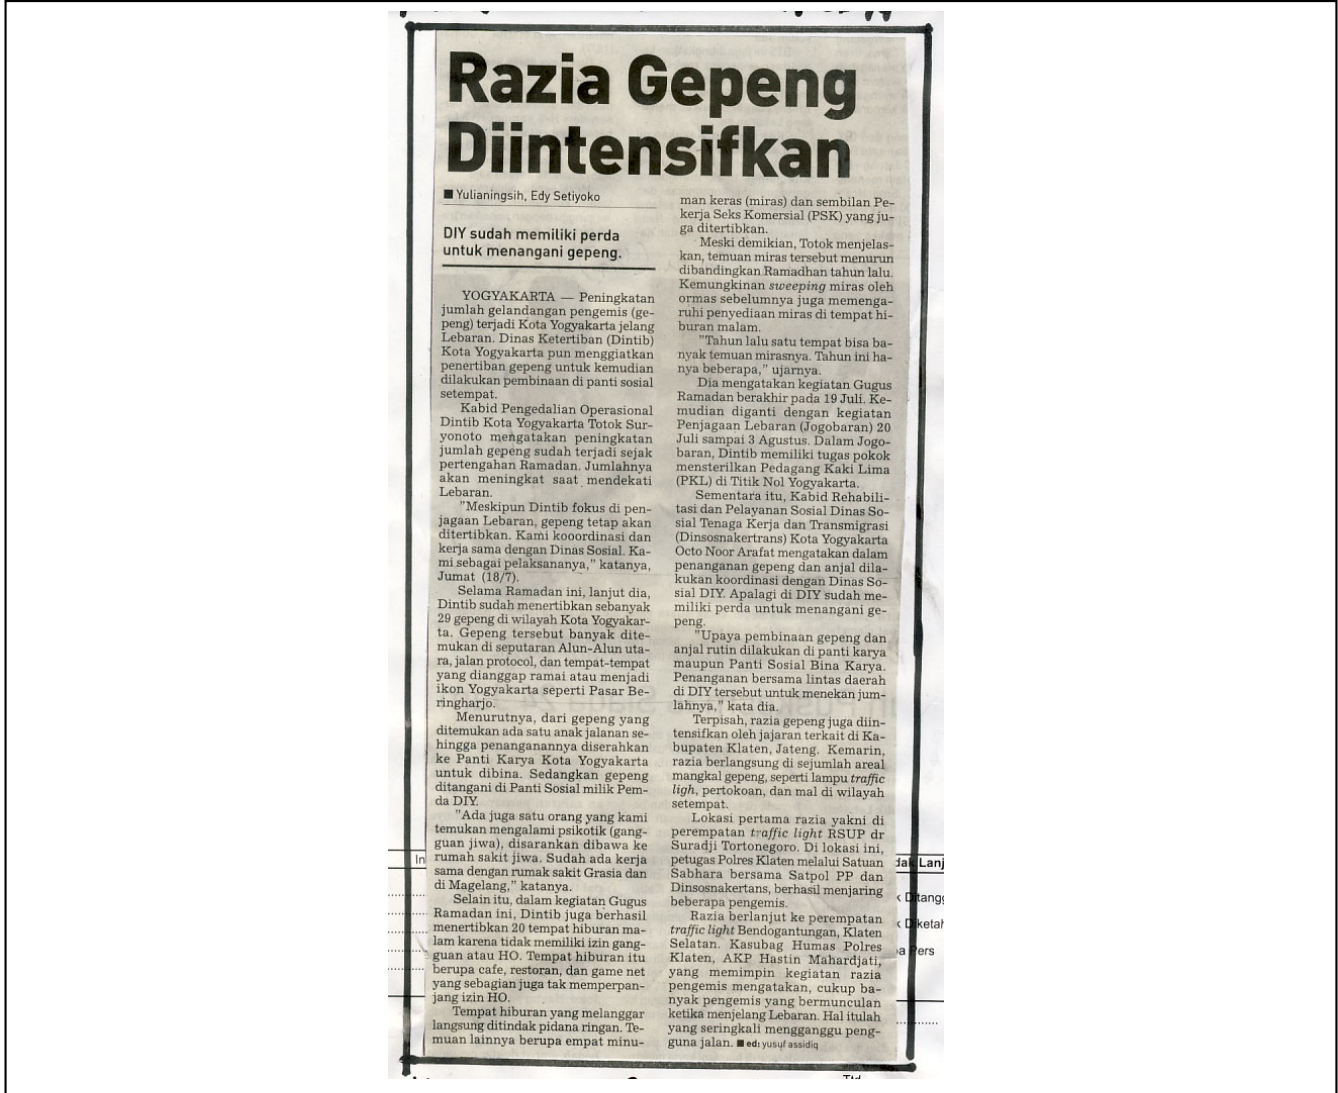 Razia Gepeng
Diintensifkan
■ Yulianingsih, Edy Setiyoko
DIY sudah memiliki perda
untuk menangani gepeng.
YOGYAKARTA — Peningkatan
jumlah gelandangan pengemis (ge-
peng) terjadi Kota Yogyakarta jelang
Lebaran. Dinas Ketertiban (Dintib)
Kota Yogyakarta pun menggiatkan
penertiban gepeng untuk kemudian
dilakukan pembinaan di panti sosial
setempat.
Kabid Pengedalian Operasional
Dintib Kota Yogyakarta Totok Sur-
yonoto mengatakan peningkatan
jumlah gepeng sudah terjadi sejak
pertengahan Ramadan. Jumlahnya
akan meningkat saat mendekati
Lebaran.
"Meskipun Dintib fokus di pen-
jagaan Lebaran, gepeng tetap akan
ditertibkan. Kami kooordinasi dan
kerja sama dengan Dinas Sosial. Ka-
mi sebagai pelaksananya," katanya,
Jumat (18/7).
Selama Ramadan ini, lanjut dia,
Dintib sudah menertibkan sebanyak
29 gepeng di wilayah Kota Yogyakar-
ta. Gepeng tersebut banyak dite-
mukan di seputaran Alun-Alun uta-
ra, jalan protocol, dan tempat-tempat
yang dianggap ramai atau menjadi
ikon Yogyakarta seperti Pasar Be-
ringharjo.
Menurutnya, dari gepeng yang
ditemukan ada satu anak jalanan se-
hingga penanganannya diserahkan
ke Panti Karya Kota Yogyakarta
untuk dibina. Sedangkan gepeng
ditangani di Panti Sosial milik Pem-
da DIY.
"Ada juga satu orang yang kami
temukan mengalami psikotik (gang-
guan jiwa), disarankan dibawa ke
rumah sakit jiwa. Sudah ada kerja
sama dengan rumak sakit Grasia dan
di Magelang," katanya.
Selain itu, dalam kegiatan Gugus
Ramadan ini, Dintib juga berhasil
menertibkan 20 tempat hiburan ma-
lam karena tidak memiliki izin gang-
guan atau HO. Tempat hiburan itu
berupa cafe, restoran, dan game net
yang sebagian juga tak memperpan-
jang izin HO.
Tempat hiburan yang melanggar
langsung ditindak pidana ringan. Te-
muan lainnya berupa empat minu-
man keras (miras) dan sembilan Pe-
kerja Seks Komersial (PSK) yang ju-
ga ditertibkan.
Meski demikian, Totok menjelas-
kan, temuan miras tersebut menurun
dibandingkan Ramadhan tahun lalu.
Kemungkinan sweeping miras oleh
ormas sebelumnya juga memenga-
ruhi penyediaan miras di tempat hi-
buran malam.
"Tahun lalu satu tempat bisa ba-
nyak temuan mirasnya. Tahun ini ha-
nya beberapa," ujarnya.
Dia mengatakan kegiatan Gugus
Ramadan berakhir pada 19 Juli. Ke-
mudian diganti dengan kegiatan
Penjagaan Lebaran (Jogobaran) 20
Juli sampai 3 Agustus. Dalam Jogo-
baran, Dintib memiliki tugas pokok
mensterilkan Pedagang Kaki Lima
(PKL) di Titik Nol Yogyakarta.
Sementara itu, Kabid Rehabili-
tasi dan Pelayanan Sosial Dinas So-
sial Tenaga Kerja dan Transmigrasi
(Dinsosnakertrans) Kota Yogyakarta
Octo Noor Arafat mengatakan dalam
penanganan gepeng dan anjal dila-
kukan koordinasi dengan Dinas So-
sial DIY. Apalagi di DIY sudah me-
miliki perda untuk menangani ge-
peng.
"Upaya pembinaan gepeng dan
anjal rutin dilakukan di panti karya
maupun Panti Sosial Bina Karya.
Penanganan bersama lintas daerah
di DIY tersebut untuk menekan jum-
lahnya," kata dia.
Terpisah, razia gepeng juga diin-
tensifkan oleh jajaran terkait di Ka-
bupaten Klaten, Jateng. Kemarin,
razia berlangsung di sejumlah areal
mangkal gepeng, seperti lampu traffic
ligh, pertokoan, dan mal di wilayah
setempat.
Lokasi pertama razia yakni di
perempatan traffic light RSUP dr
Suradji Tortonegoro. Di lokasi ini,
petugas Polres Klaten melalui Satuan
Sabhara bersama Satpol PP dan
Dinsosnakertans, berhasil menjaring
beberapa pengemis.
Razia berlanjut ke perempatan
traffic light Bendogantungan, Klaten
Selatan. Kasubag Humas Polres
Klaten, AKP Hastin Mahardjati,
yang memimpin kegiatan razia
pengemis mengatakan, cukup ba-
nyak pengemis yang bermunculan
ketika menjelang Lebaran. Hal itulah
yang seringkali mengganggu peng-
guna jalan. ■ ed: yusuf assidiq
In
dak Lanj
k Ditangg
k Diketah
a Pers